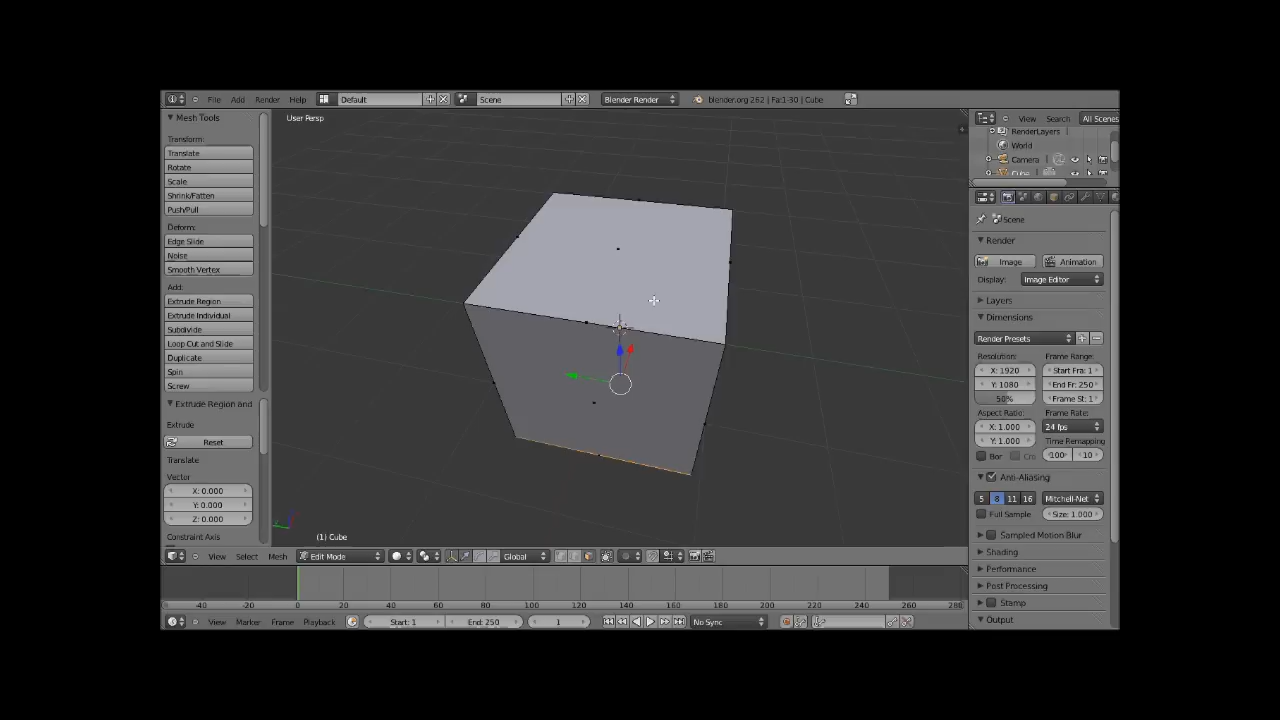 File Add Render Help Default Scene Blender Render blender.org 262 | Fa:1-30 | Cube
Mesh Tools
Transform:
Translate
Rotate
Scale
Shrink/Fatten
Push/Pull
Deform:
Edge Slide
Noise
Smooth Vertex
Add:
Extrude Region
Extrude Individual
Subdivide
Loop Cut and Slide
Duplicate
Spin
Screw
Extrude Region and
Extrude
Reset
Translate
Vector
X: 0.000
Y: 0.000
Z: 0.000
Constraint Axis
User Persp
(1) Cube
View Select Mesh Edit Mode Global
-40 -20 0 20 40 60 80 100 120 140 160 180 200 220 240 260 280
View Marker Frame Playback Start: 1 End: 250 1 No Sync
View Search All Scenes
RenderLayers
World
Camera
Cube
Scene
Render
Image Animation
Display: Image Editor
Layers
Dimensions
Render Presets
Resolution: Frame Range:
X: 1920 Start Fra: 1
Y: 1080 End Fr: 250
50% Frame St: 1
Aspect Ratio: Frame Rate:
X: 1.000 24 fps
Y: 1.000 Time Remapping
Bor Cro 100 10
Anti-Aliasing
5 8 11 16 Mitchell-Net
Full Sample Size: 1.000
Sampled Motion Blur
Shading
Performance
Post Processing
Stamp
Output